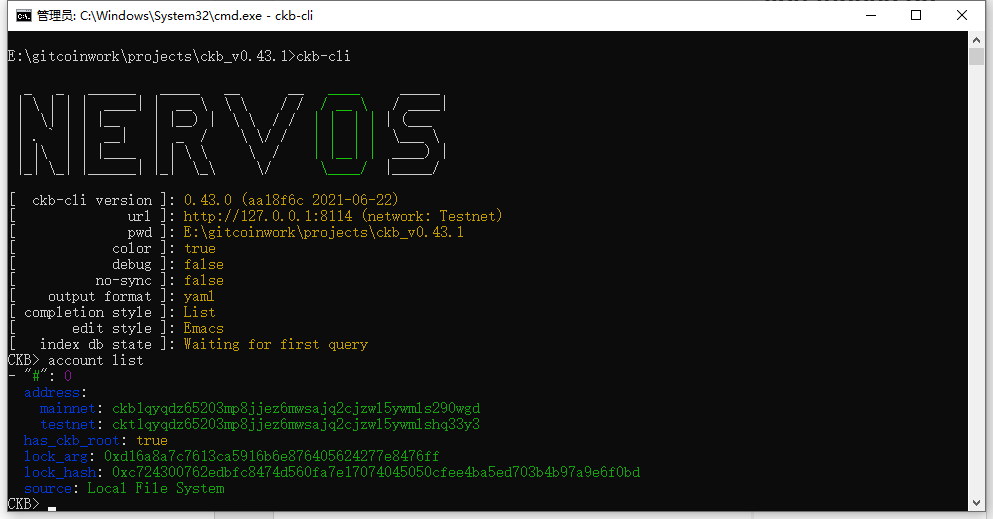 管理员: C:\Windows\System32\cmd.exe - ckb-cli
E:\gitcoinwork\projects\ckb_v0.43.1>ckb-cli
NERVOS
[  ckb-cli version ]: 0.43.0 (aa18f6c 2021-06-22)
[              url ]: http://127.0.0.1:8114 (network: Testnet)
[              pwd ]: E:\gitcoinwork\projects\ckb_v0.43.1
[            color ]: true
[            debug ]: false
[          no-sync ]: false
[    output format ]: yaml
[ completion style ]: List
[       edit style ]: Emacs
[   index db state ]: Waiting for first query
CKB> account list
- "#": 0
  address:
    mainnet: ckb1qyqdz65203mp8jjez6mwsajq2cjzwl5ywmls290wgd
    testnet: ckt1qyqdz65203mp8jjez6mwsajq2cjzwl5ywmlshq33y3
  has_ckb_root: true
  lock_arg: 0xd16a8a7c7613ca5916b6e876405624277e8476ff
  lock_hash: 0xc724300762edbfc8474d560fa7e17074045050cfee4ba5ed703b4b97a9e6f0bd
  source: Local File System
CKB>